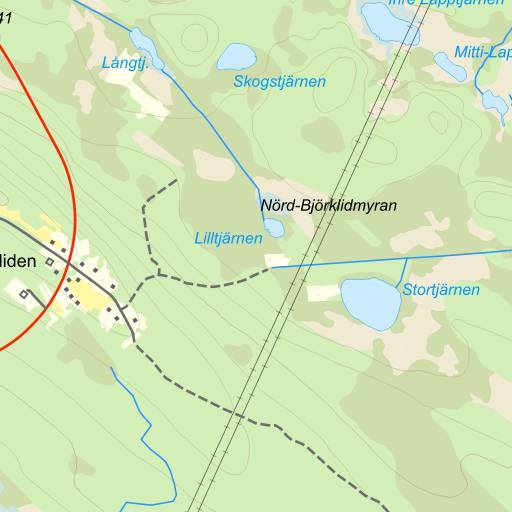 Inre Lapptjärnen
41
Mitti-Lap
Långtj.
Skogstjärnen
Nörd-Björklidmyran
Lilltjärnen
liden
Stortjärnen